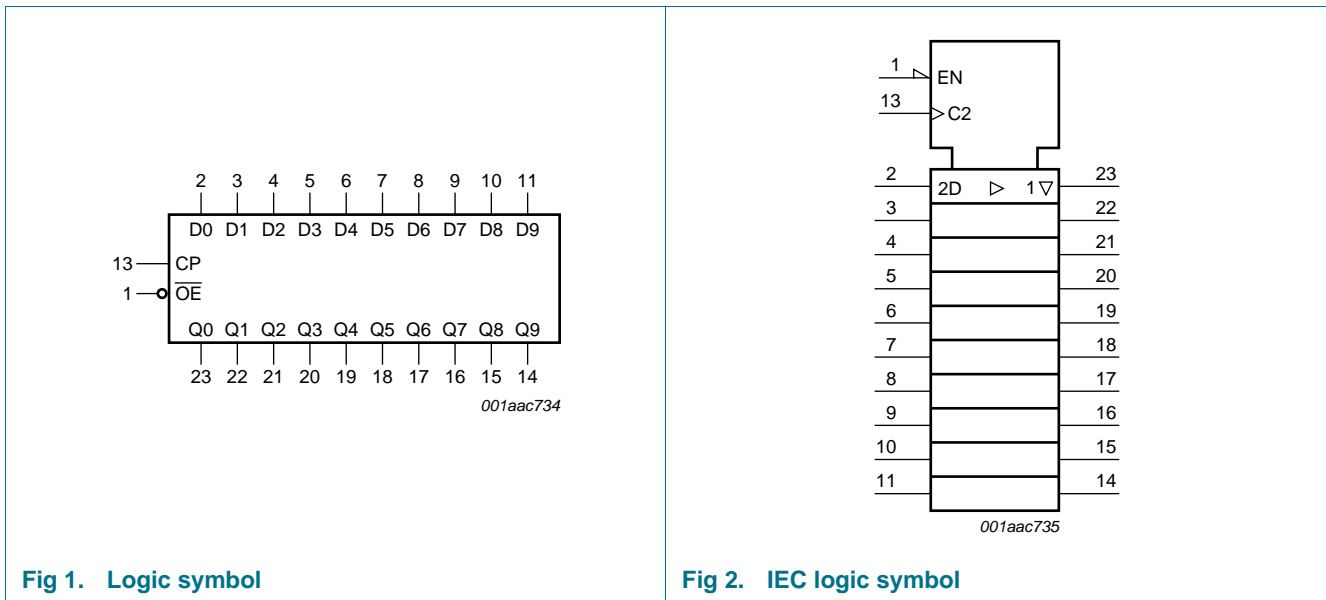 2 3 4 5 6 7 8 9 10 11
D0 D1 D2 D3 D4 D5 D6 D7 D8 D9
13 CP
1 OE
Q0 Q1 Q2 Q3 Q4 Q5 Q6 Q7 Q8 Q9
23 22 21 20 19 18 17 16 15 14
001aac734
Fig 1. Logic symbol
1 EN
13 C2
2 2D 1 23
3 22
4 21
5 20
6 19
7 18
8 17
9 16
10 15
11 14
001aac735
Fig 2. IEC logic symbol